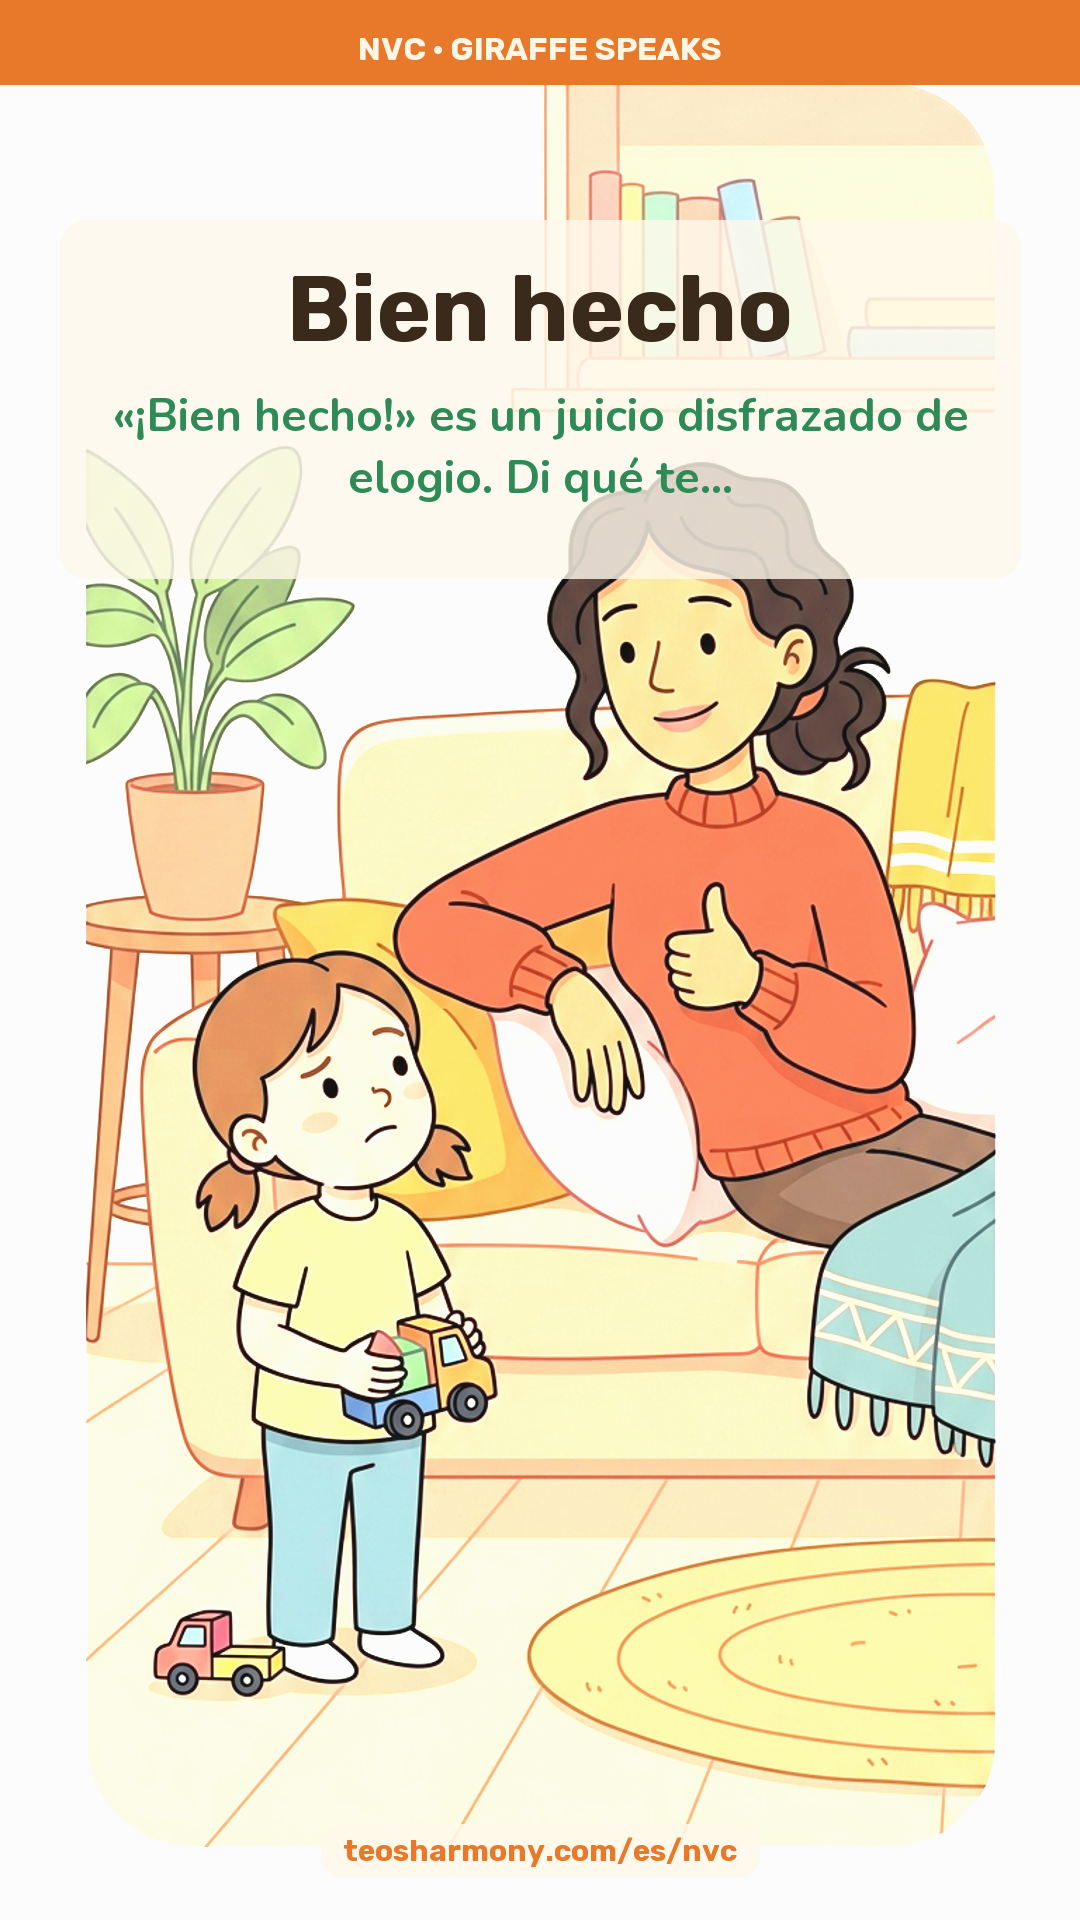 NVC • GIRAFFE SPEAKS
Bien hecho
«¡Bien hecho!» es un juicio disfrazado de
elogio. Di qué te...
teosharmony.com/es/nvc